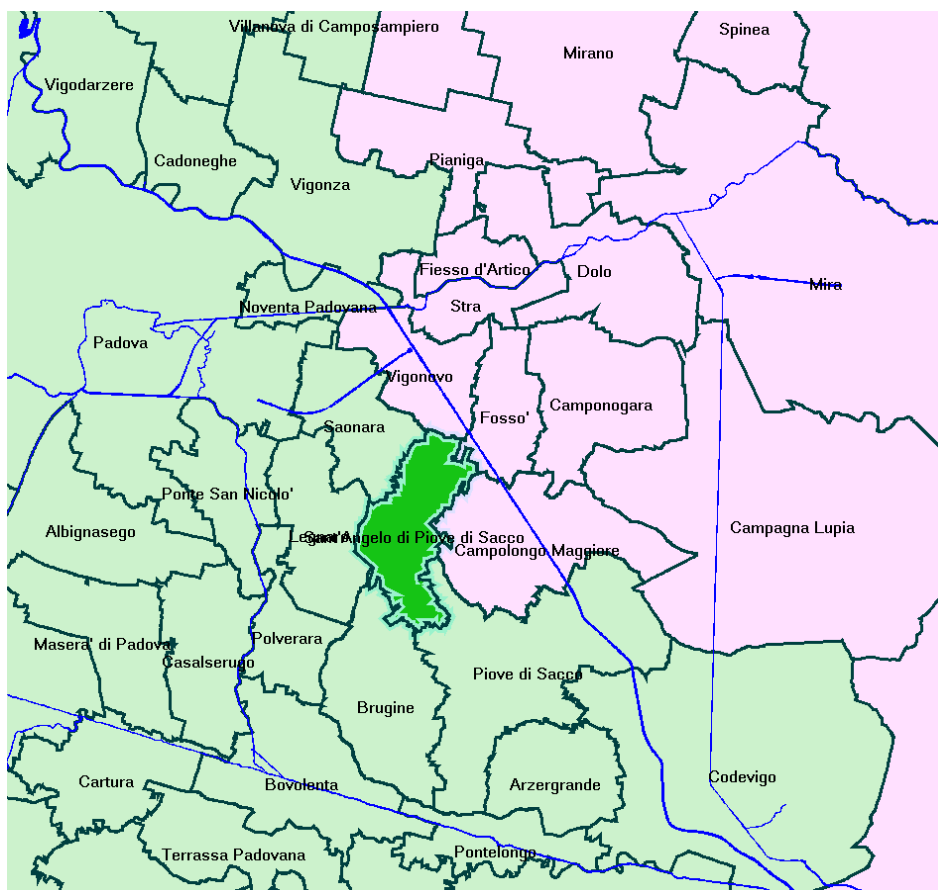 Villanova di Camposampiero
Spinea
Mirano
Vigodarzere
Cadoneghe
Pianiga
Vigonza
Fiesso d'Artico
Dolo
Mira
Noventa Padovana
Stra
Padova
Vigonovo
Camponogara
Fosso'
Saonara
Ponte San Nicolo'
Albignasego
Campagna Lupia
Sant'Angelo di Piove di Sacco
Campolongo Maggiore
Polverara
Masera' di Padova
Casalserugo
Piove di Sacco
Brugine
Codevigo
Cartura
Bovolenta
Arzergrande
Terrassa Padovana
Pontelongo